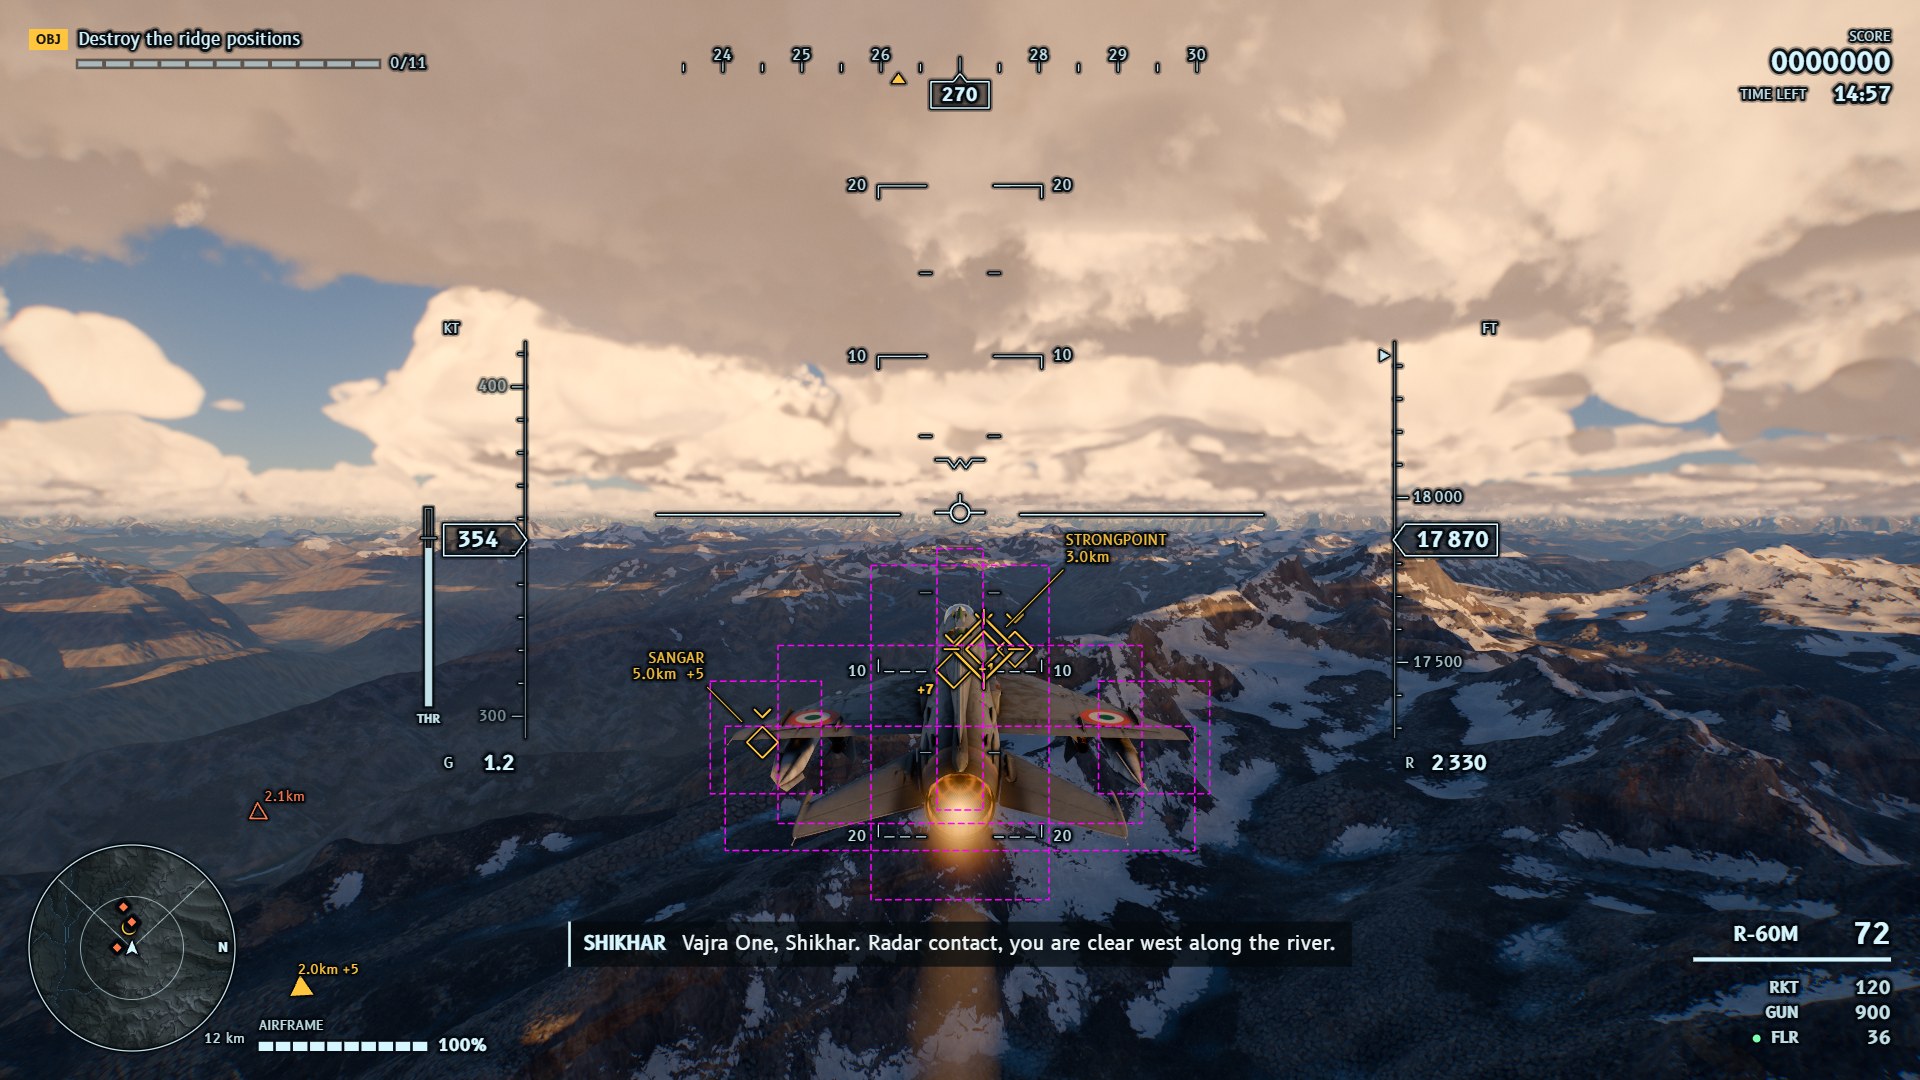 OBJ Destroy the ridge positions
0/11
24 25 26 28 29 30
270
SCORE
0000000
TIME LEFT 14:57
20 20
10 10
KT
400
354
300
THR
G 1.2
FT
18 000
17 870
17 500
R 2 330
STRONGPOINT
3.0km
SANGAR
5.0km +5
10 10
+7
20 20
2.1km
N
2.0km +5
12 km
AIRFRAME
100%
SHIKHAR Vajra One, Shikhar. Radar contact, you are clear west along the river.
R-60M 72
RKT 120
GUN 900
FLR 36